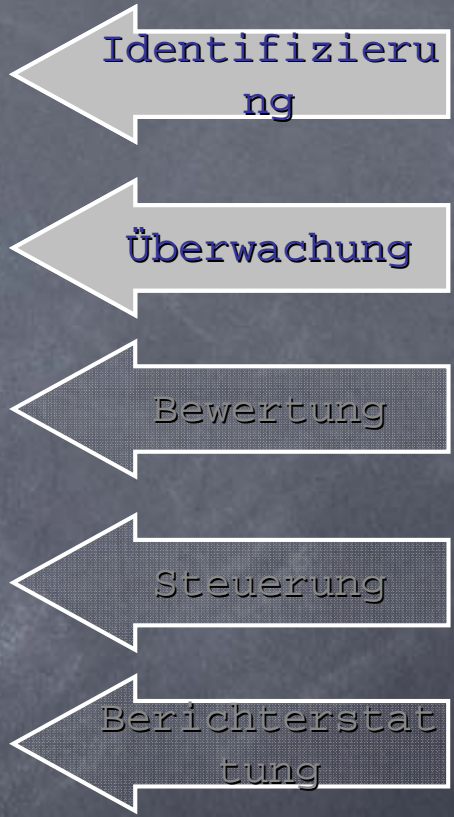 Identifizieru
ng
Überwachung
Bewertung
Steuerung
Berichterstat
tung